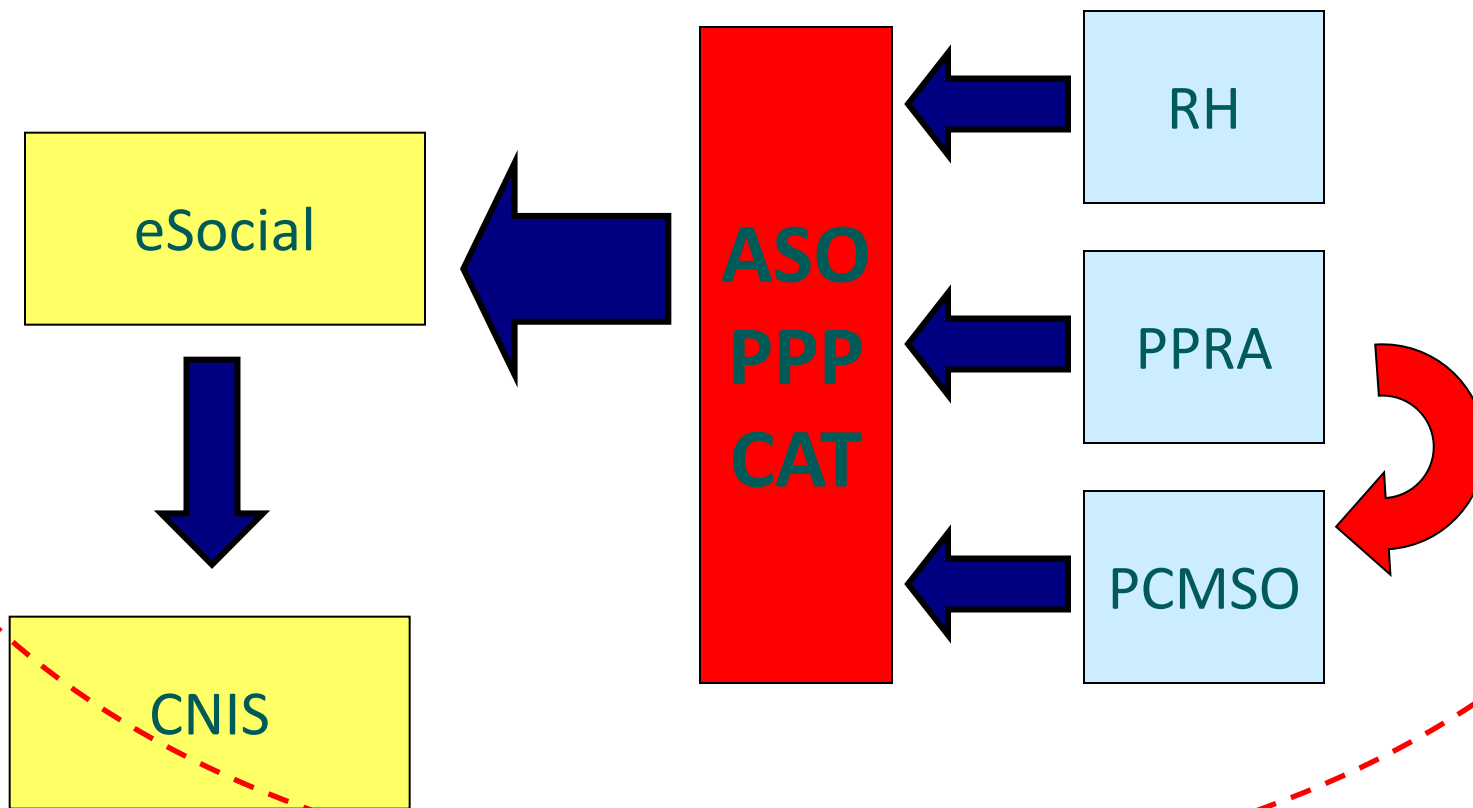 RH
eSocial
ASO
PPP
CAT
PPRA
PCMSO
CNIS